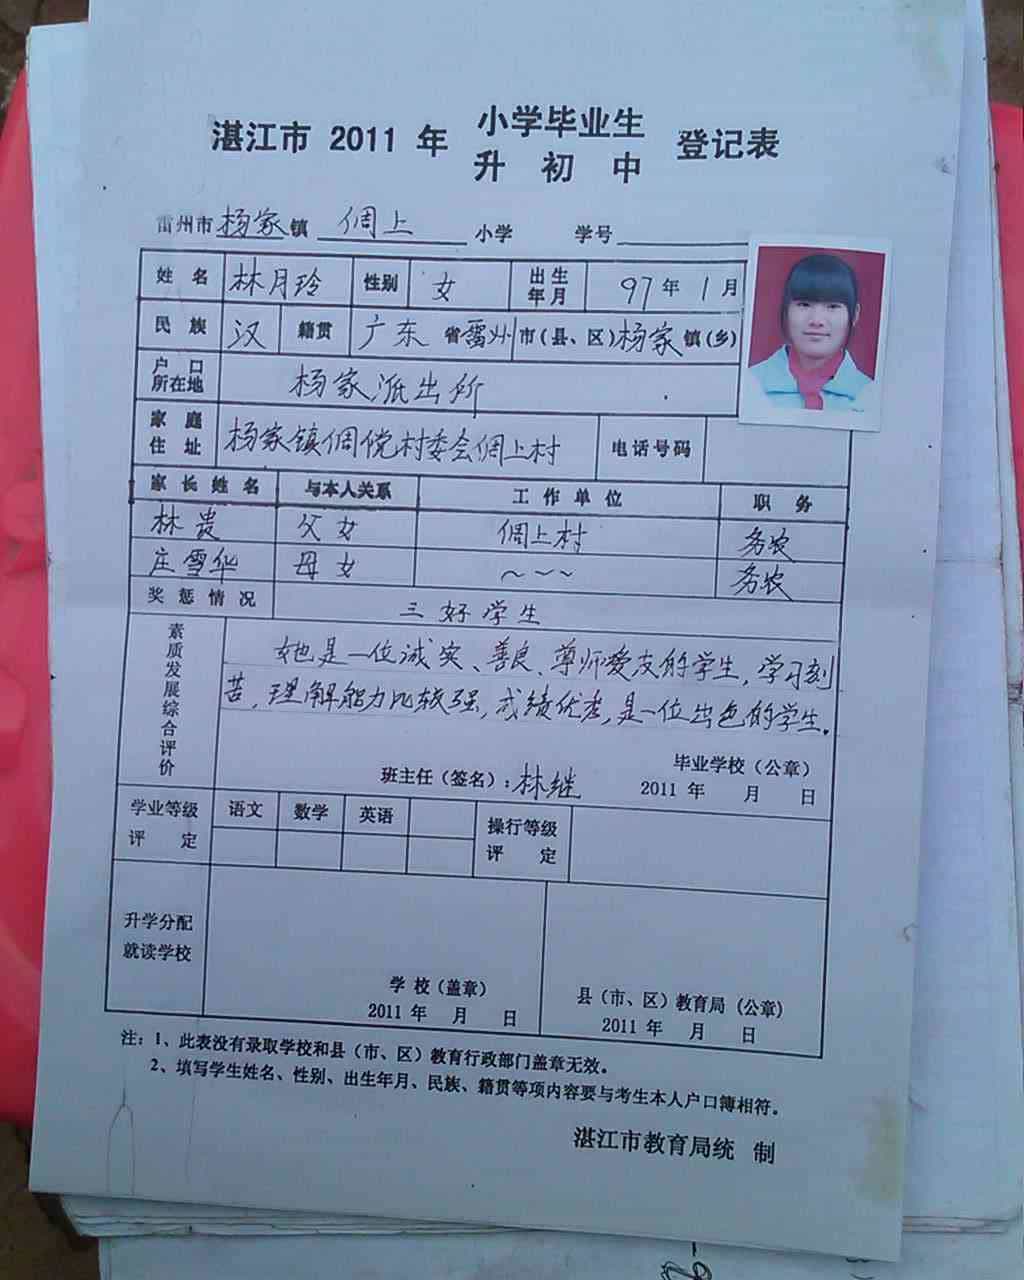 湛江市 2011 年 小学毕业生 登记表
升 初 中
雷州市杨家镇 倜上 小学 学号
姓 名 林月玲 性别 女 出生年月 97 年 1 月
民 族 汉 籍贯 广东 省雷州市(县、区)杨家镇(乡)
户口所在地 杨家派出所
家庭住址 杨家镇倜傥村委会倜上村 电话号码
家长姓名 与本人关系 工作单位 职务
林贵 父女 倜上村 务农
庄雪华 母女 ~~~ 务农
奖惩情况 三好学生
素质发展综合评价
她是一位诚实、善良、尊师爱友的学生,学习刻
苦,理解能力比较强,成绩优秀,是一位出色的学生.
毕业学校(公章)
班主任(签名):林继 2011 年 月 日
学业等级评定 语文 数学 英语 操行等级评定
升学分配
就读学校
学 校(盖章) 县(市、区)教育局(公章)
2011 年 月 日 2011 年 月 日
注:1、此表没有录取学校和县(市、区)教育行政部门盖章无效。
2、填写学生姓名、性别、出生年月、民族、籍贯等项内容要与考生本人户口簿相符.
湛江市教育局统 制